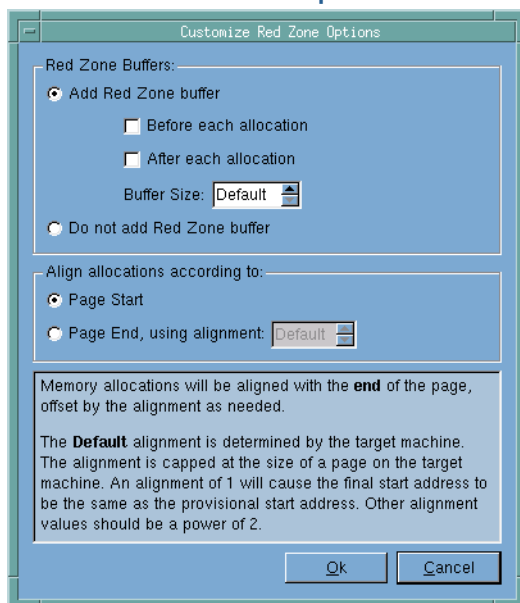 Customize Red Zone Options
Red Zone Buffers:
Add Red Zone buffer
Before each allocation
After each allocation
Buffer Size: Default
Do not add Red Zone buffer
Align allocations according to:
Page Start
Page End, using alignment: Default
Memory allocations will be aligned with the end of the page,
offset by the alignment as needed.
The Default alignment is determined by the target machine.
The alignment is capped at the size of a page on the target
machine. An alignment of 1 will cause the final start address to
be the same as the provisional start address. Other alignment
values should be a power of 2.
Ok Cancel